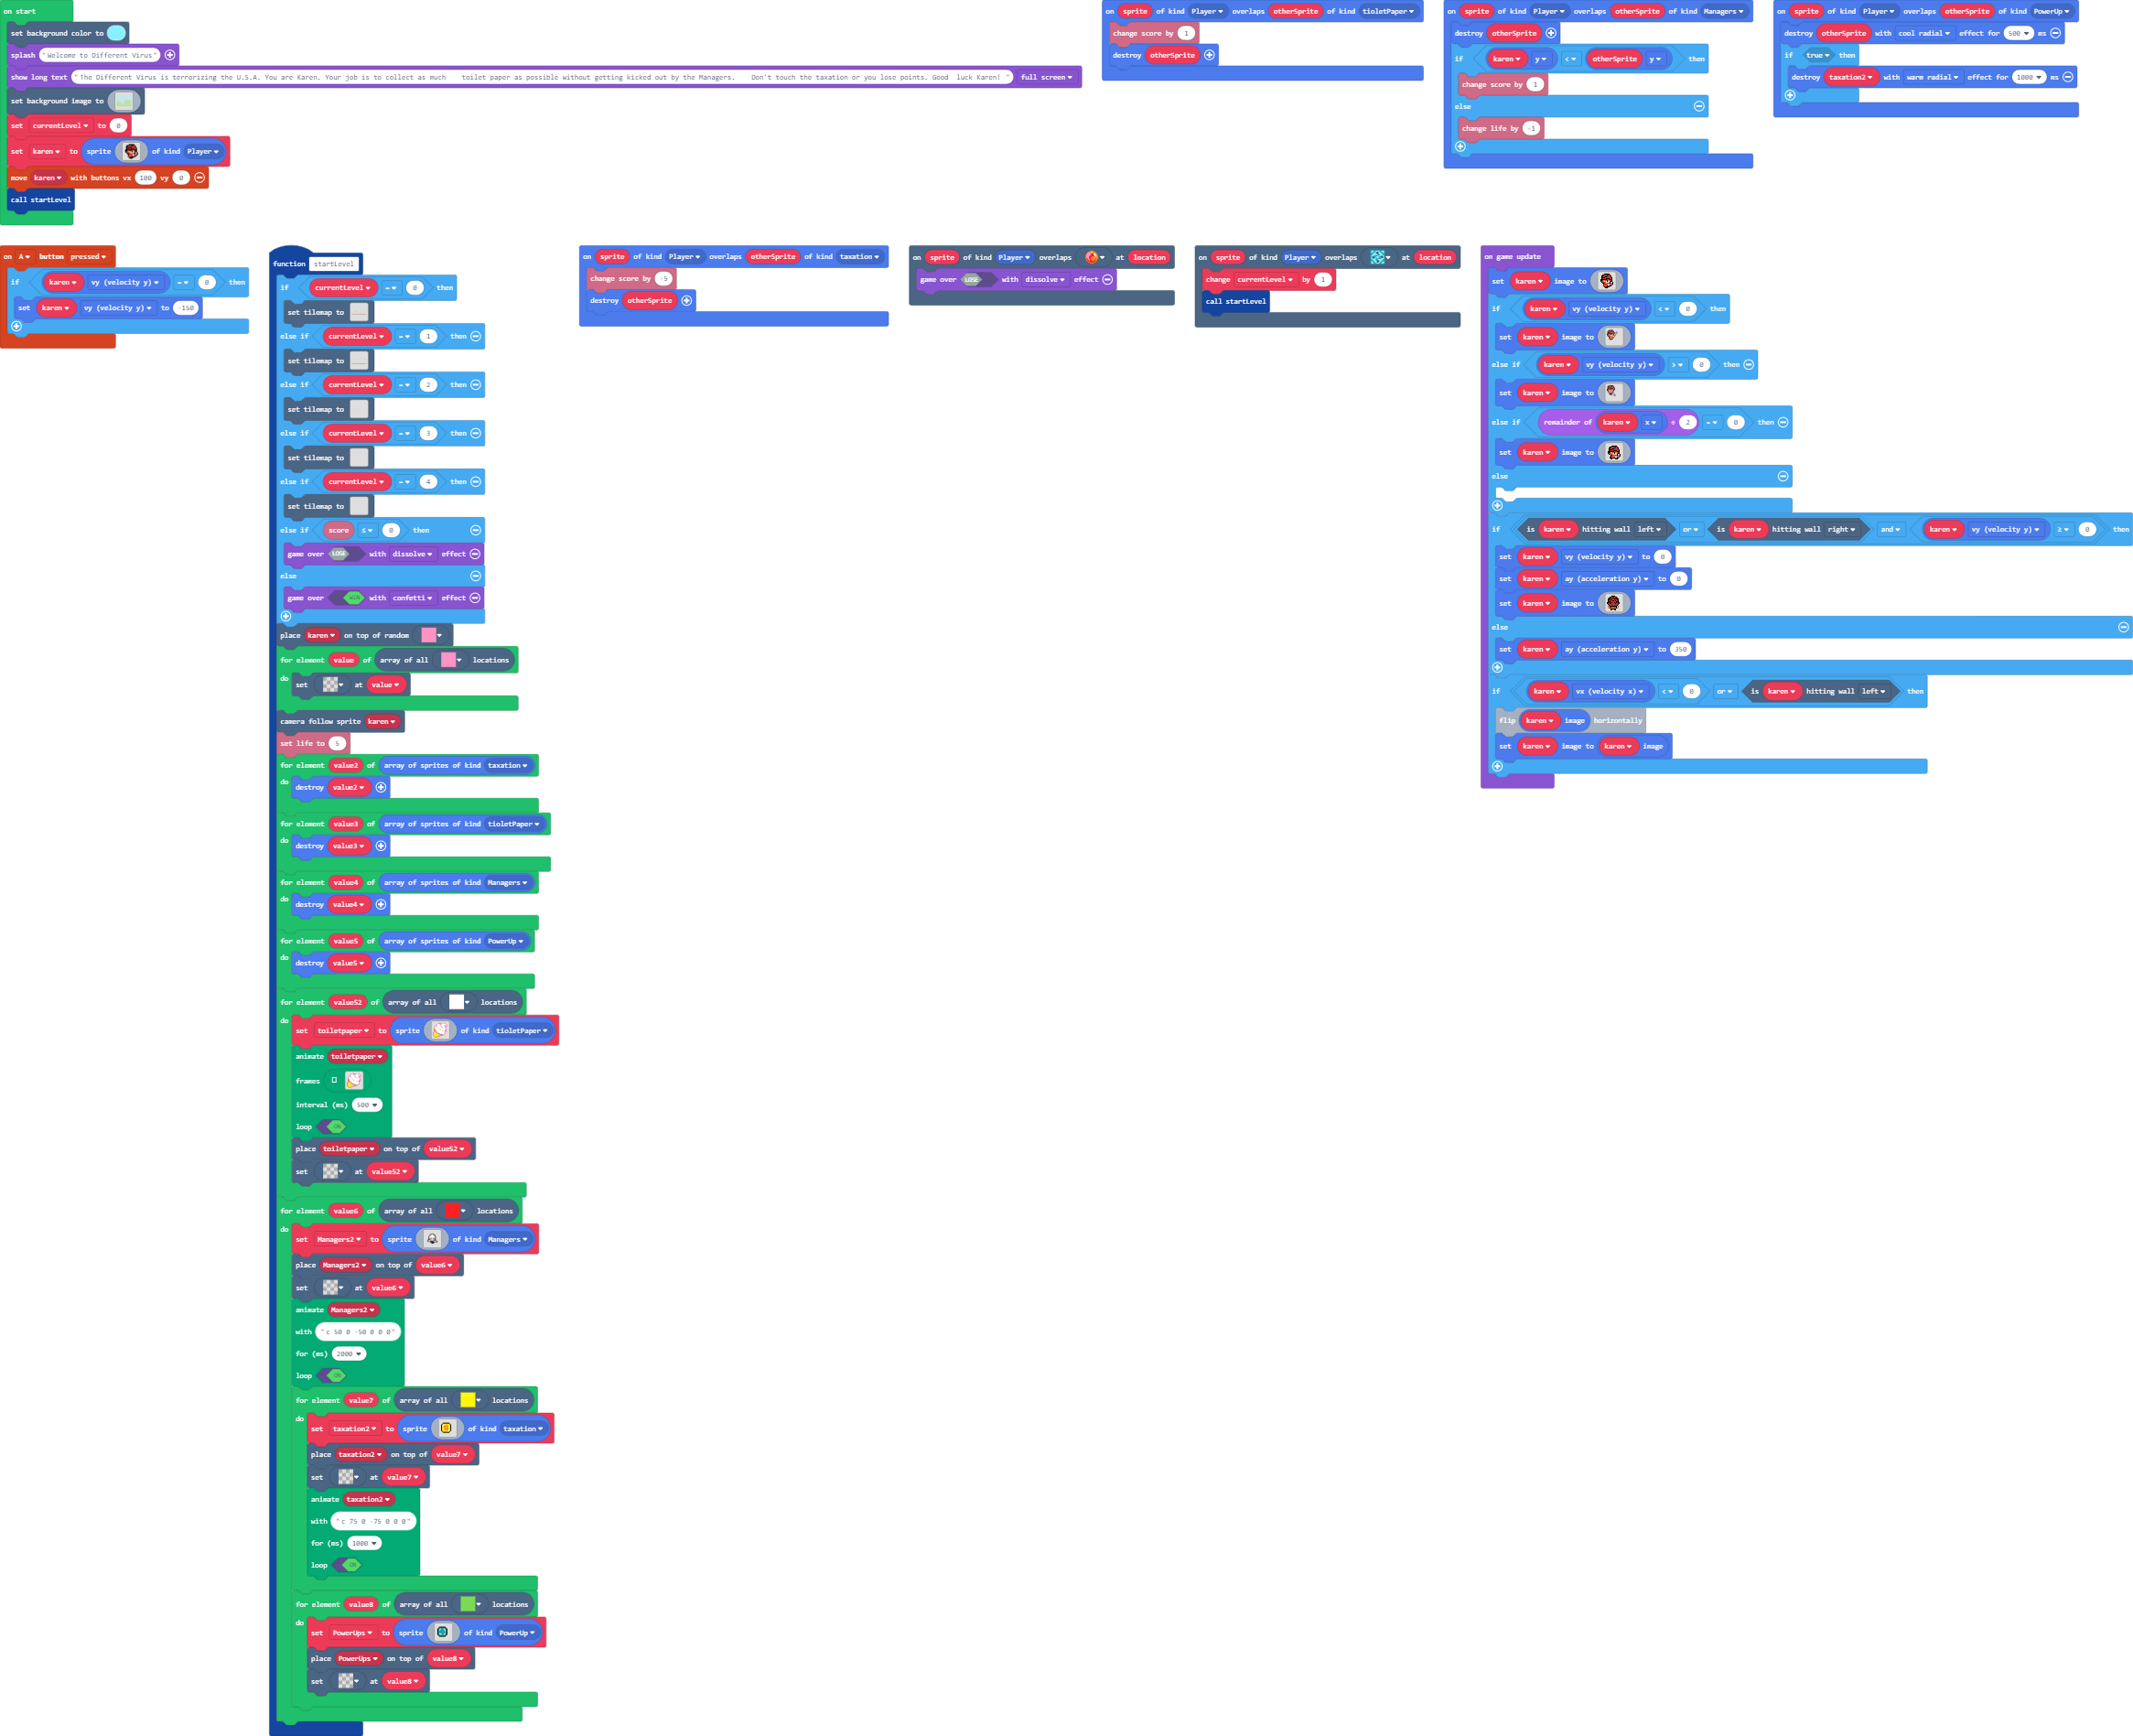 on start
set background color to
splash "Welcome to Different Virus"
show long text "The Different Virus is terrorizing the U.S.A. You are Karen. Your job is to collect as much toilet paper as possible without getting kicked out by the Managers. Don't touch the taxation or you lose points. Good luck Karen! " full screen
set background image to
set currentLevel to 0
set karen to sprite of kind Player
move karen with buttons vx 100 vy 0
call startLevel
on sprite of kind Player overlaps otherSprite of kind tioletPaper
change score by 1
destroy otherSprite
on sprite of kind Player overlaps otherSprite of kind Managers
destroy otherSprite
if karen y < otherSprite y then
change score by 1
else
change life by -1
on sprite of kind Player overlaps otherSprite of kind PowerUp
destroy otherSprite with cool radial effect for 500 ms
if true then
destroy taxation2 with warm radial effect for 1000 ms
on A button pressed
if karen vy (velocity y) = 0 then
set karen vy (velocity y) to -150
function startLevel
if currentLevel = 0 then
set tilemap to
else if currentLevel = 1 then
set tilemap to
else if currentLevel = 2 then
set tilemap to
else if currentLevel = 3 then
set tilemap to
else if currentLevel = 4 then
set tilemap to
else if score ≤ 0 then
game over LOSE with dissolve effect
else
game over WIN with confetti effect
place karen on top of random
for element value of array of all locations
do set at value
camera follow sprite karen
set life to 5
for element value2 of array of sprites of kind taxation
do destroy value2
for element value3 of array of sprites of kind tioletPaper
do destroy value3
for element value4 of array of sprites of kind Managers
do destroy value4
for element value5 of array of sprites of kind PowerUp
do destroy value5
for element value52 of array of all locations
do set toiletpaper to sprite of kind tioletPaper
animate toiletpaper
frames
interval (ms) 500
loop ON
place toiletpaper on top of value52
set at value52
for element value6 of array of all locations
do set Managers2 to sprite of kind Managers
place Managers2 on top of value6
set at value6
animate Managers2
with "c 50 0 -50 0 0 0"
for (ms) 2000
loop ON
for element value7 of array of all locations
do set taxation2 to sprite of kind taxation
place taxation2 on top of value7
set at value7
animate taxation2
with "c 75 0 -75 0 0 0"
for (ms) 1000
loop ON
for element value8 of array of all locations
do set PowerUps to sprite of kind PowerUp
place PowerUps on top of value8
set at value8
on sprite of kind Player overlaps otherSprite of kind taxation
change score by -5
destroy otherSprite
on sprite of kind Player overlaps at location
game over LOSE with dissolve effect
on sprite of kind Player overlaps at location
change currentLevel by 1
call startLevel
on game update
set karen image to
if karen vy (velocity y) < 0 then
set karen image to
else if karen vy (velocity y) > 0 then
set karen image to
else if remainder of karen x ÷ 2 = 0 then
set karen image to
else
if is karen hitting wall left or is karen hitting wall right and karen vy (velocity y) ≥ 0 then
set karen vy (velocity y) to 0
set karen ay (acceleration y) to 0
set karen image to
else
set karen ay (acceleration y) to 350
if karen vx (velocity x) < 0 or is karen hitting wall left then
flip karen image horizontally
set karen image to karen image